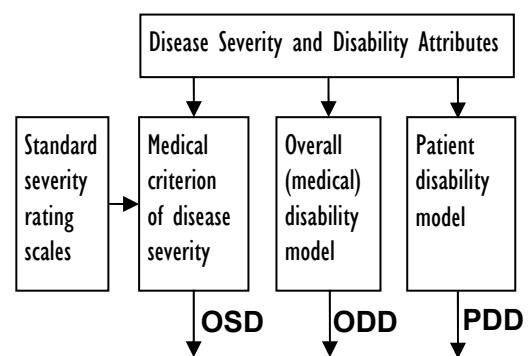 Disease Severity and Disability Attributes
Standard
severity
rating
scales
Medical
criterion
of disease
severity
Overall
(medical)
disability
model
Patient
disability
model
OSD
ODD
PDD